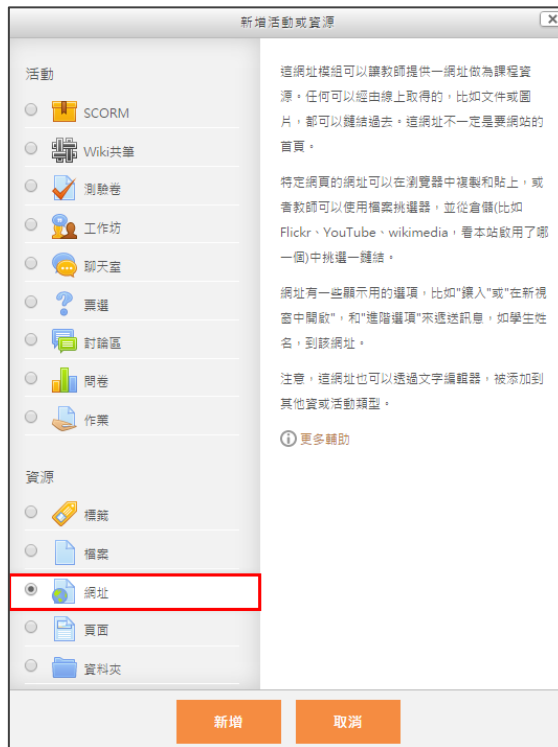 新增活動或資源
活動
SCORM
Wiki共筆
測驗卷
工作坊
聊天室
票選
討論區
問卷
作業
資源
標籤
檔案
網址
頁面
資料夾
這網址模組可以讓教師提供一網址做為課程資
源。任何可以經由線上取得的，比如文件或圖
片，都可以鏈結過去。這網址不一定是要網站的
首頁。
特定網頁的網址可以在瀏覽器中複製和貼上，或
者教師可以使用檔案挑選器，並從倉儲(比如
Flickr、YouTube、wikimedia，看本站啟用了哪
一個)中挑選一鏈結。
網址有一些顯示用的選項，比如"鑲入"或"在新視
窗中開啟"，和"進階選項"來遞送訊息，如學生姓
名，到該網址。
注意，這網址也可以透過文字編輯器，被添加到
其他資或活動類型。
更多輔助
新增
取消